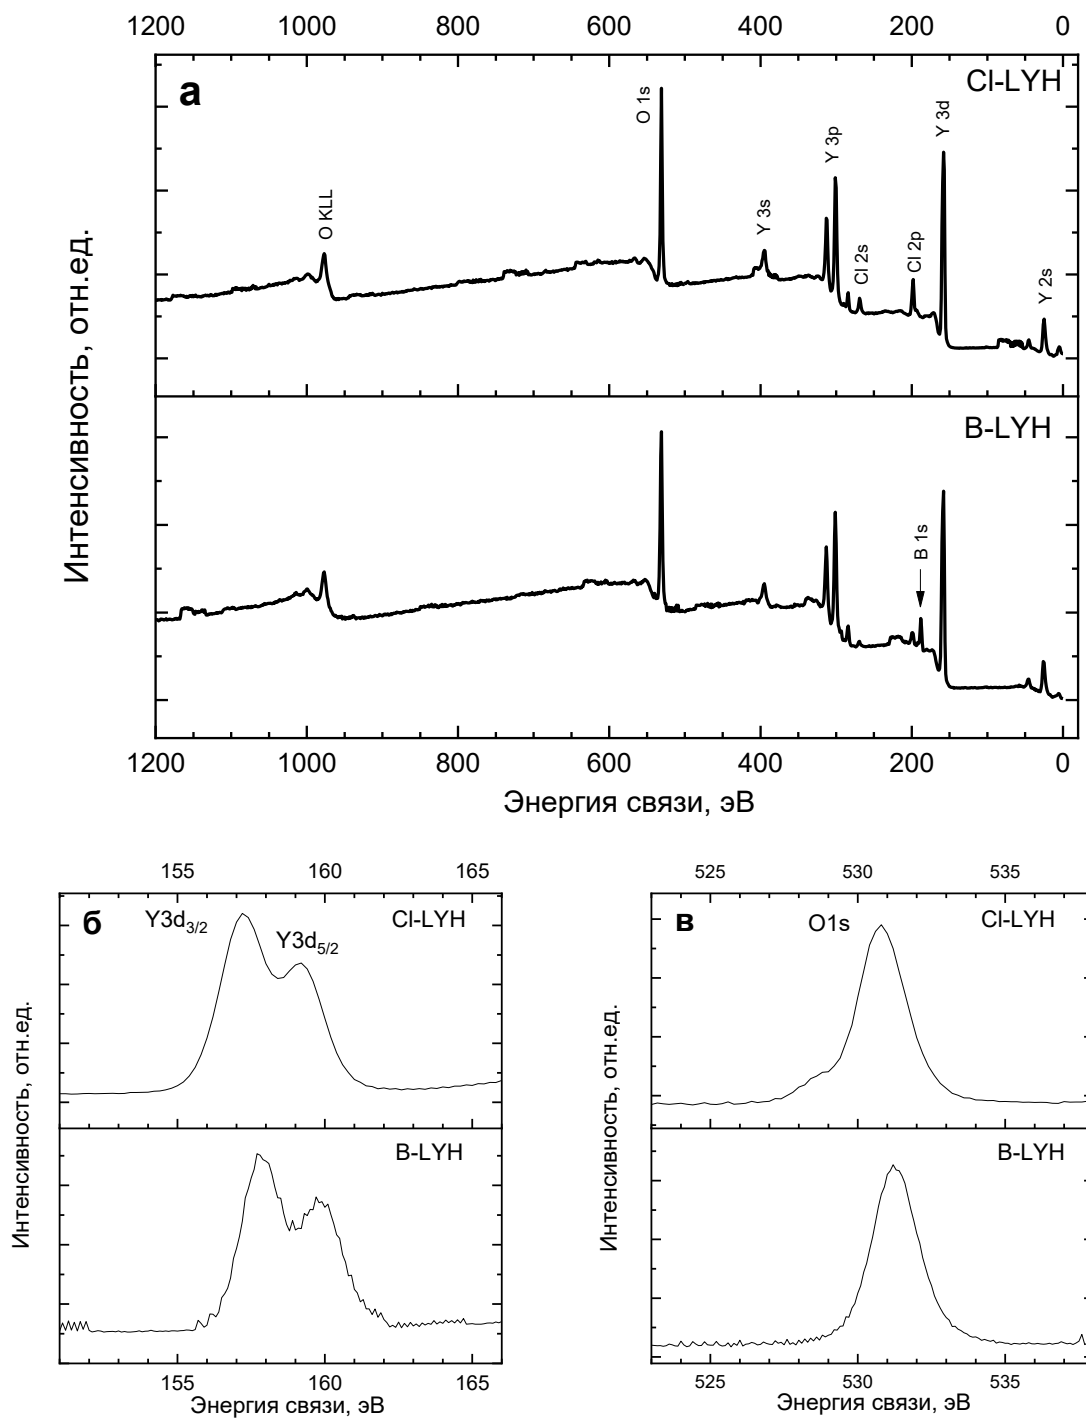 1200 1000 800 600 400 200 0
а
Cl-LYH
O KLL
O 1s
Y 3s
Y 3p
Cl 2s
Cl 2p
Y 3d
Y 2s
B-LYH
B 1s
Интенсивность, отн.ед.
1200 1000 800 600 400 200 0
Энергия связи, эВ
155 160 165
б
Y3d3/2
Y3d5/2
Cl-LYH
B-LYH
Интенсивность, отн.ед.
155 160 165
Энергия связи, эВ
525 530 535
в
O1s
Cl-LYH
B-LYH
Интенсивность, отн.ед.
525 530 535
Энергия связи, эВ